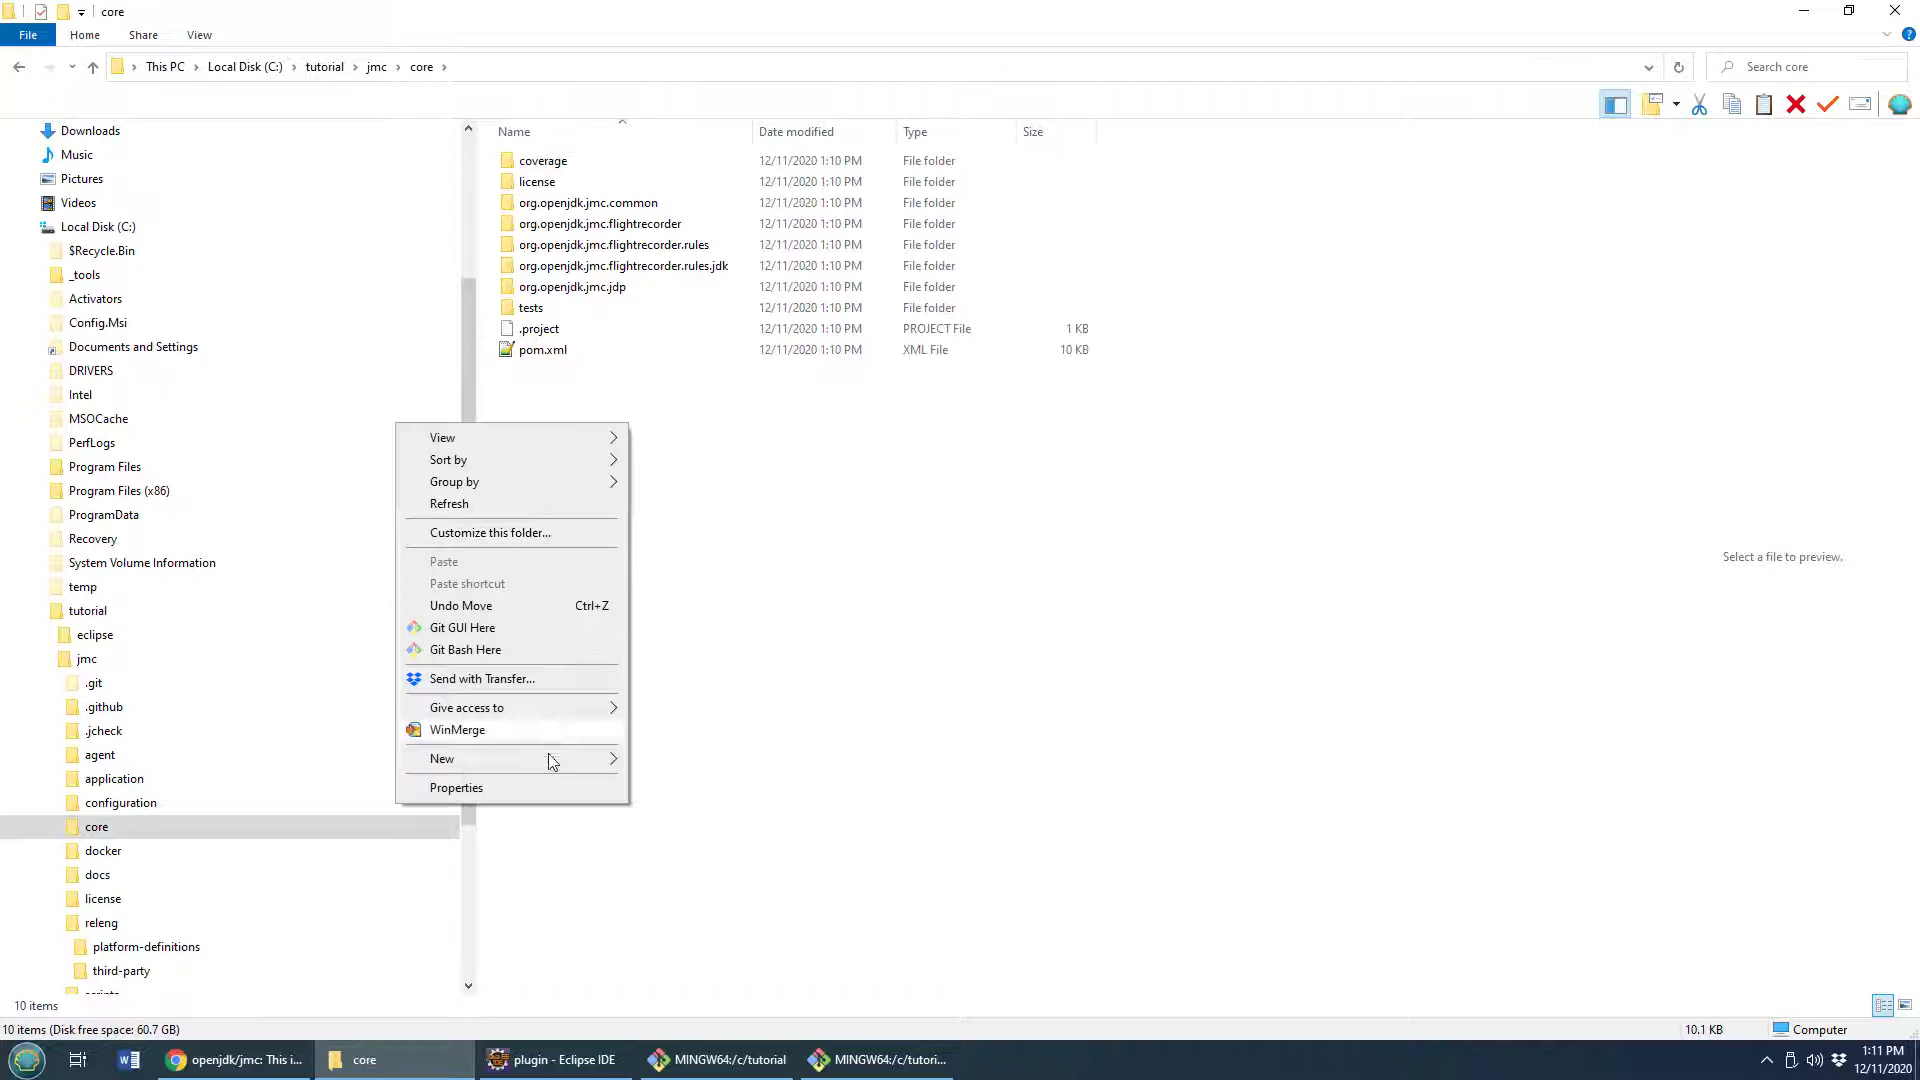 core
File Home Share View
This PC Local Disk (C:) tutorial jmc core
Search core
Downloads
Music
Pictures
Videos
Local Disk (C:)
$Recycle.Bin
_tools
Activators
Config.Msi
Documents and Settings
DRIVERS
Intel
MSOCache
PerfLogs
Program Files
Program Files (x86)
ProgramData
Recovery
System Volume Information
temp
tutorial
eclipse
jmc
.git
.github
.jcheck
agent
application
configuration
core
docker
docs
license
releng
platform-definitions
third-party
scripts
Name Date modified Type Size
coverage 12/11/2020 1:10 PM File folder
license 12/11/2020 1:10 PM File folder
org.openjdk.jmc.common 12/11/2020 1:10 PM File folder
org.openjdk.jmc.flightrecorder 12/11/2020 1:10 PM File folder
org.openjdk.jmc.flightrecorder.rules 12/11/2020 1:10 PM File folder
org.openjdk.jmc.flightrecorder.rules.jdk 12/11/2020 1:10 PM File folder
org.openjdk.jmc.jdp 12/11/2020 1:10 PM File folder
tests 12/11/2020 1:10 PM File folder
.project 12/11/2020 1:10 PM PROJECT File 1 KB
pom.xml 12/11/2020 1:10 PM XML File 10 KB
View
Sort by
Group by
Refresh
Customize this folder...
Paste
Paste shortcut
Undo Move Ctrl+Z
Git GUI Here
Git Bash Here
Send with Transfer...
Give access to
WinMerge
New
Properties
Select a file to preview.
10 items
10 items (Disk free space: 60.7 GB) 10.1 KB Computer
openjdk/jmc: This i... core plugin - Eclipse IDE MINGW64:/c/tutorial MINGW64:/c/tutori...
1:11 PM
12/11/2020